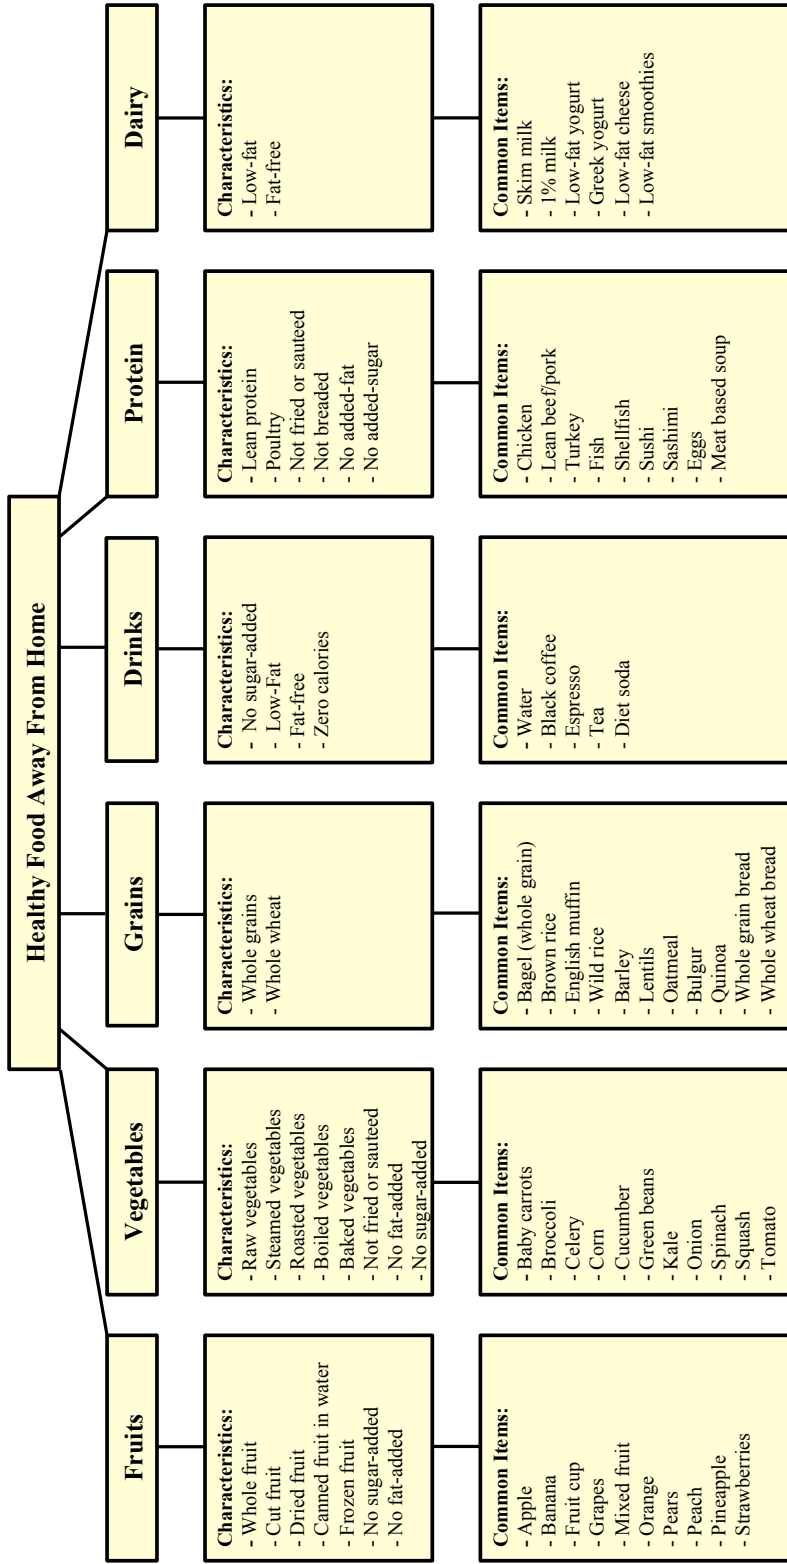 Healthy Food Away From Home
Fruits
Characteristics:
- Whole fruit
- Cut fruit
- Dried fruit
- Canned fruit in water
- Frozen fruit
- No sugar-added
- No fat-added
Common Items:
- Apple
- Banana
- Fruit cup
- Grapes
- Mixed fruit
- Orange
- Pears
- Peach
- Pineapple
- Strawberries
Vegetables
Characteristics:
- Raw vegetables
- Steamed vegetables
- Roasted vegetables
- Boiled vegetables
- Baked vegetables
- Not fried or sauteed
- No fat-added
- No sugar-added
Common Items:
- Baby carrots
- Broccoli
- Celery
- Corn
- Cucumber
- Green beans
- Kale
- Onion
- Spinach
- Squash
- Tomato
Grains
Characteristics:
- Whole grains
- Whole wheat
Common Items:
- Bagel (whole grain)
- Brown rice
- English muffin
- Wild rice
- Barley
- Lentils
- Oatmeal
- Bulgur
- Quinoa
- Whole grain bread
- Whole wheat bread
Drinks
Characteristics:
- No sugar-added
- Low-Fat
- Fat-free
- Zero calories
Common Items:
- Water
- Black coffee
- Espresso
- Tea
- Diet soda
Protein
Characteristics:
- Lean protein
- Poultry
- Not fried or sauteed
- Not breaded
- No added-fat
- No added-sugar
Common Items:
- Chicken
- Lean beef/pork
- Turkey
- Fish
- Shellfish
- Sushi
- Sashimi
- Eggs
- Meat based soup
Dairy
Characteristics:
- Low-fat
- Fat-free
Common Items:
- Skim milk
- 1% milk
- Low-fat yogurt
- Greek yogurt
- Low-fat cheese
- Low-fat smoothies